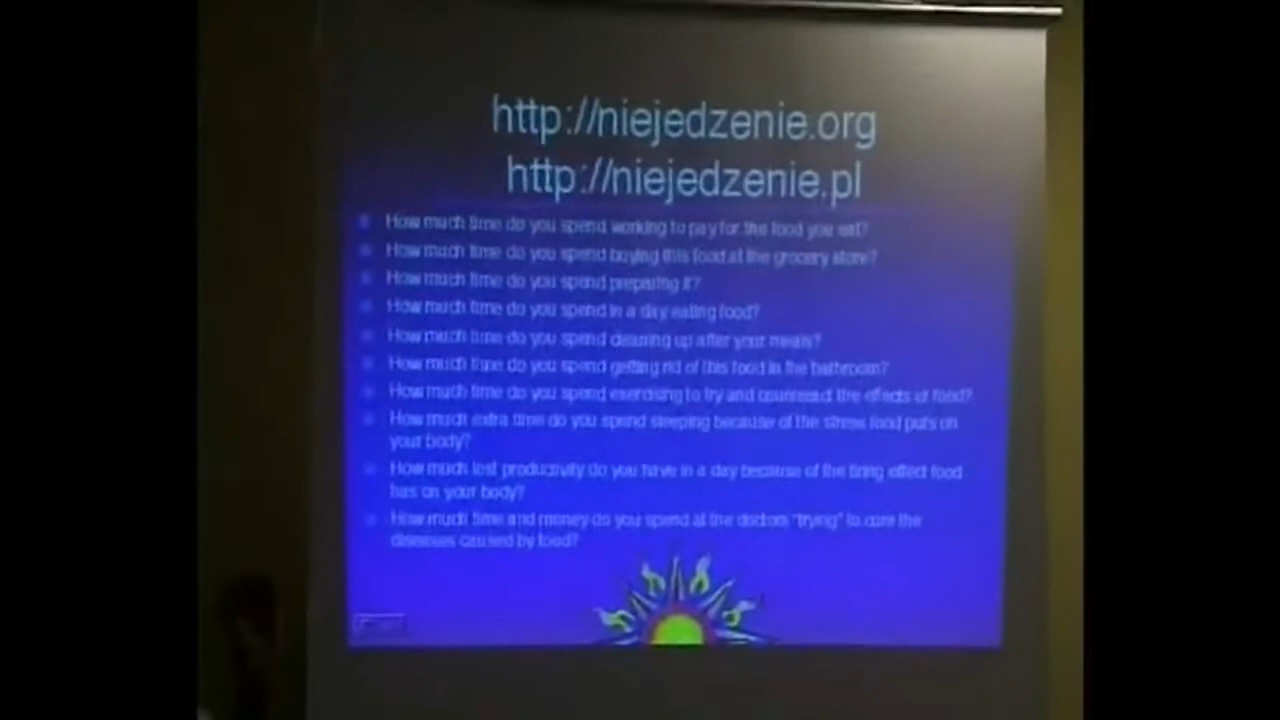 http://niejedzenie.org
http://niejedzenie.pl
How much time do you spend working to pay for the food you eat?
How much time do you spend buying this food at the grocery store?
How much time do you spend preparing it?
How much time do you spend in a day eating food?
How much time do you spend cleaning up after your meals?
How much time do you spend getting rid of this food in the bathroom?
How much time do you spend exercising to try and counteract the effects of food?
How much extra time do you spend sleeping because of the stress food puts on
your body?
How much lost productivity do you have in a day because of the tiring effect food
has on your body?
How much time and money do you spend at the doctors "trying" to cure the
diseases caused by food?